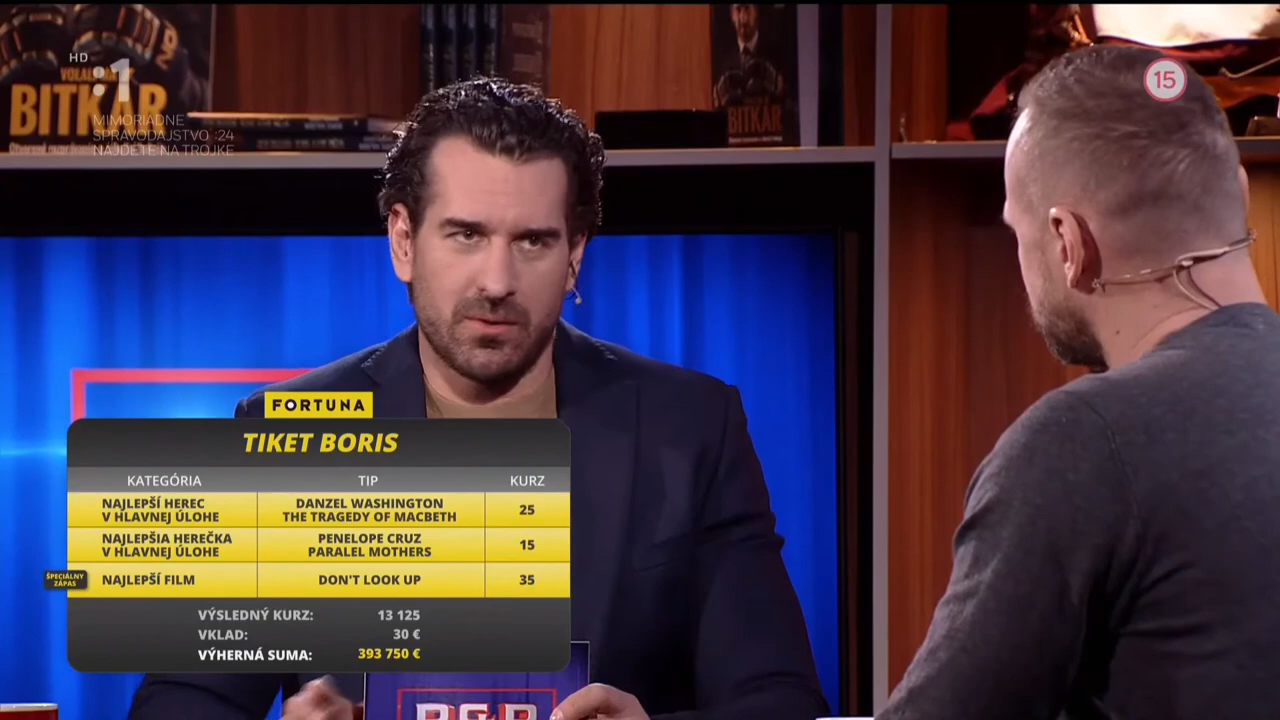 HD
:1
MIMORIADNE
SPRAVODAJSTVO :24
NÁJDETE NA TROJKE
BITKÁR
BITKÁR
15
FORTUNA
TIKET BORIS
KATEGÓRIA TIP KURZ
NAJLEPŠÍ HEREC
V HLAVNEJ ÚLOHE
DANZEL WASHINGTON
THE TRAGEDY OF MACBETH
25
NAJLEPŠIA HEREČKA
V HLAVNEJ ÚLOHE
PENELOPE CRUZ
PARALEL MOTHERS
15
ŠPECIÁLNY
ZÁPAS
NAJLEPŠÍ FILM DON'T LOOK UP 35
VÝSLEDNÝ KURZ: 13 125
VKLAD: 30 €
VÝHERNÁ SUMA: 393 750 €